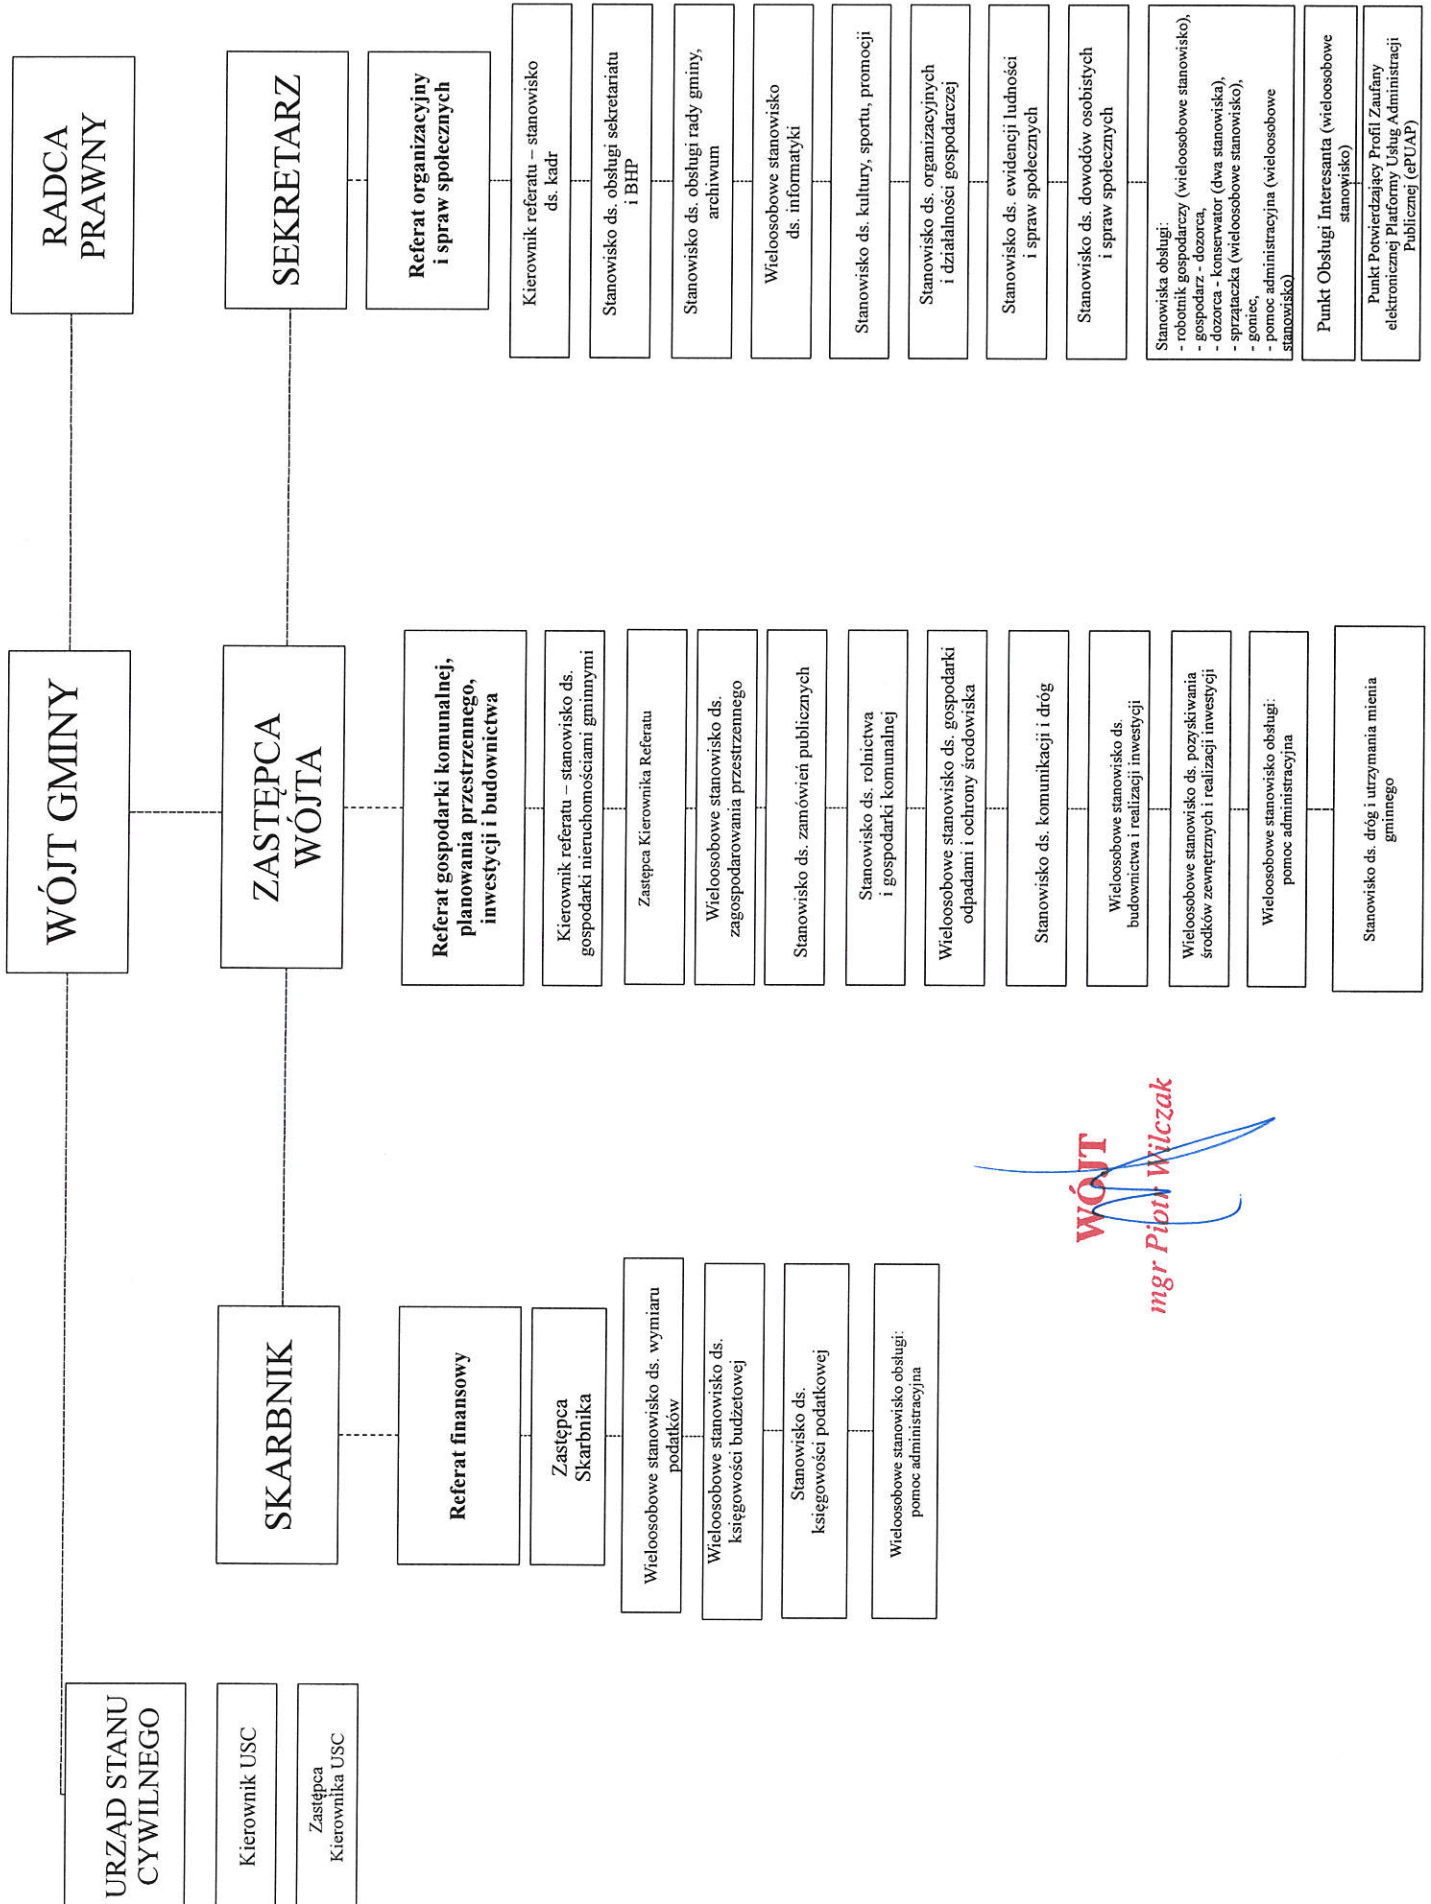 WÓJT GMINY
RADCA
PRAWNY
URZĄD STANU
CYWILNEGO
Kierownik USC
Zastępca
Kierownika USC
SKARBNIK
Referat finansowy
Zastępca
Skarbnika
Wieloosobowe stanowisko ds. wymiaru
podatków
Wieloosobowe stanowisko ds.
księgowości budżetowej
Stanowisko ds.
księgowości podatkowej
Wieloosobowe stanowisko obsługi:
pomoc administracyjna
ZASTĘPCA
WÓJTA
Referat gospodarki komunalnej,
planowania przestrzennego,
inwestycji i budownictwa
Kierownik referatu – stanowisko ds.
gospodarki nieruchomościami gminnymi
Zastępca Kierownika Referatu
Wieloosobowe stanowisko ds.
zagospodarowania przestrzennego
Stanowisko ds. zamówień publicznych
Stanowisko ds. rolnictwa
i gospodarki komunalnej
Wieloosobowe stanowisko ds. gospodarki
odpadami i ochrony środowiska
Stanowisko ds. komunikacji i dróg
Wieloosobowe stanowisko ds.
budownictwa i realizacji inwestycji
Wieloosobowe stanowisko ds. pozyskiwania
środków zewnętrznych i realizacji inwestycji
Wieloosobowe stanowisko obsługi:
pomoc administracyjna
Stanowisko ds. dróg i utrzymania mienia
gminnego
SEKRETARZ
Referat organizacyjny
i spraw społecznych
Kierownik referatu – stanowisko
ds. kadr
Stanowisko ds. obsługi sekretariatu
i BHP
Stanowisko ds. obsługi rady gminy,
archiwum
Wieloosobowe stanowisko
ds. informatyki
Stanowisko ds. kultury, sportu, promocji
Stanowisko ds. organizacyjnych
i działalności gospodarczej
Stanowisko ds. ewidencji ludności
i spraw społecznych
Stanowisko ds. dowodów osobistych
i spraw społecznych
Stanowiska obsługi:
- robotnik gospodarczy (wieloosobowe stanowisko),
- gospodarz - dozorca,
- dozorca - konserwator (dwa stanowiska),
- sprzątaczka (wieloosobowe stanowisko),
- goniec,
- pomoc administracyjna (wieloosobowe
stanowisko)
Punkt Obsługi Interesanta (wieloosobowe
stanowisko)
Punkt Potwierdzający Profil Zaufany
elektronicznej Platformy Usług Administracji
Publicznej (ePUAP)
WÓJT
mgr Piotr Wilczak